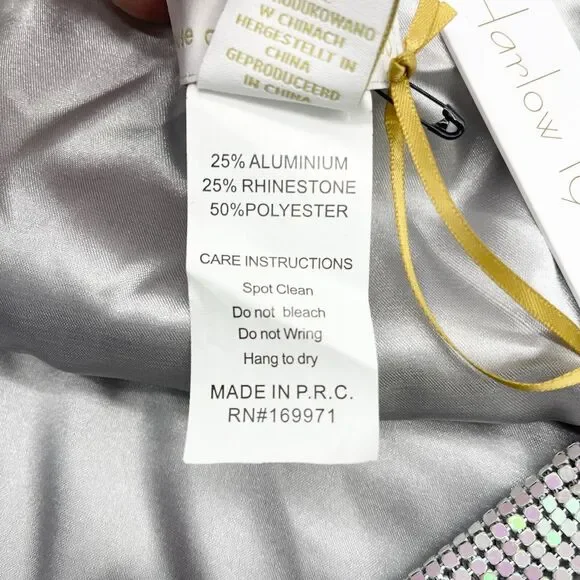 W CHINACH
HERGESTELLT IN
CHINA
GEPRODUCEERD
IN CHINA
25% ALUMINIUM
25% RHINESTONE
50%POLYESTER
CARE INSTRUCTIONS
Spot Clean
Do not bleach
Do not Wring
Hang to dry
MADE IN P.R.C.
RN#169971
Harlow 19